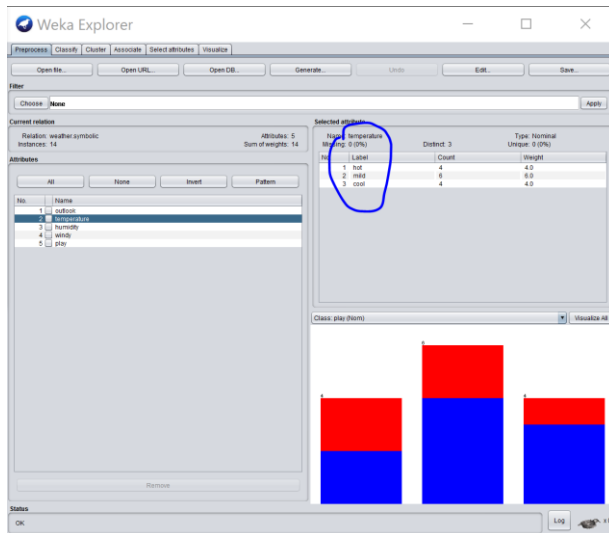 Weka Explorer
Preprocess Classify Cluster Associate Select attributes Visualize
Open file... Open URL... Open DB... Generate... Undo Edit... Save...
Filter
Choose None Apply
Current relation
Relation: weather.symbolic Attributes: 5
Instances: 14 Sum of weights: 14
Attributes
All None Invert Pattern
No. Name
1 outlook
2 temperature
3 humidity
4 windy
5 play
Remove
Selected attribute
Name: temperature Type: Nominal
Missing: 0 (0%) Distinct: 3 Unique: 0 (0%)
No. Label Count Weight
1 hot 4 4.0
2 mild 6 6.0
3 cool 4 4.0
Class: play (Nom) Visualize All
4 6 4
Status
OK Log x